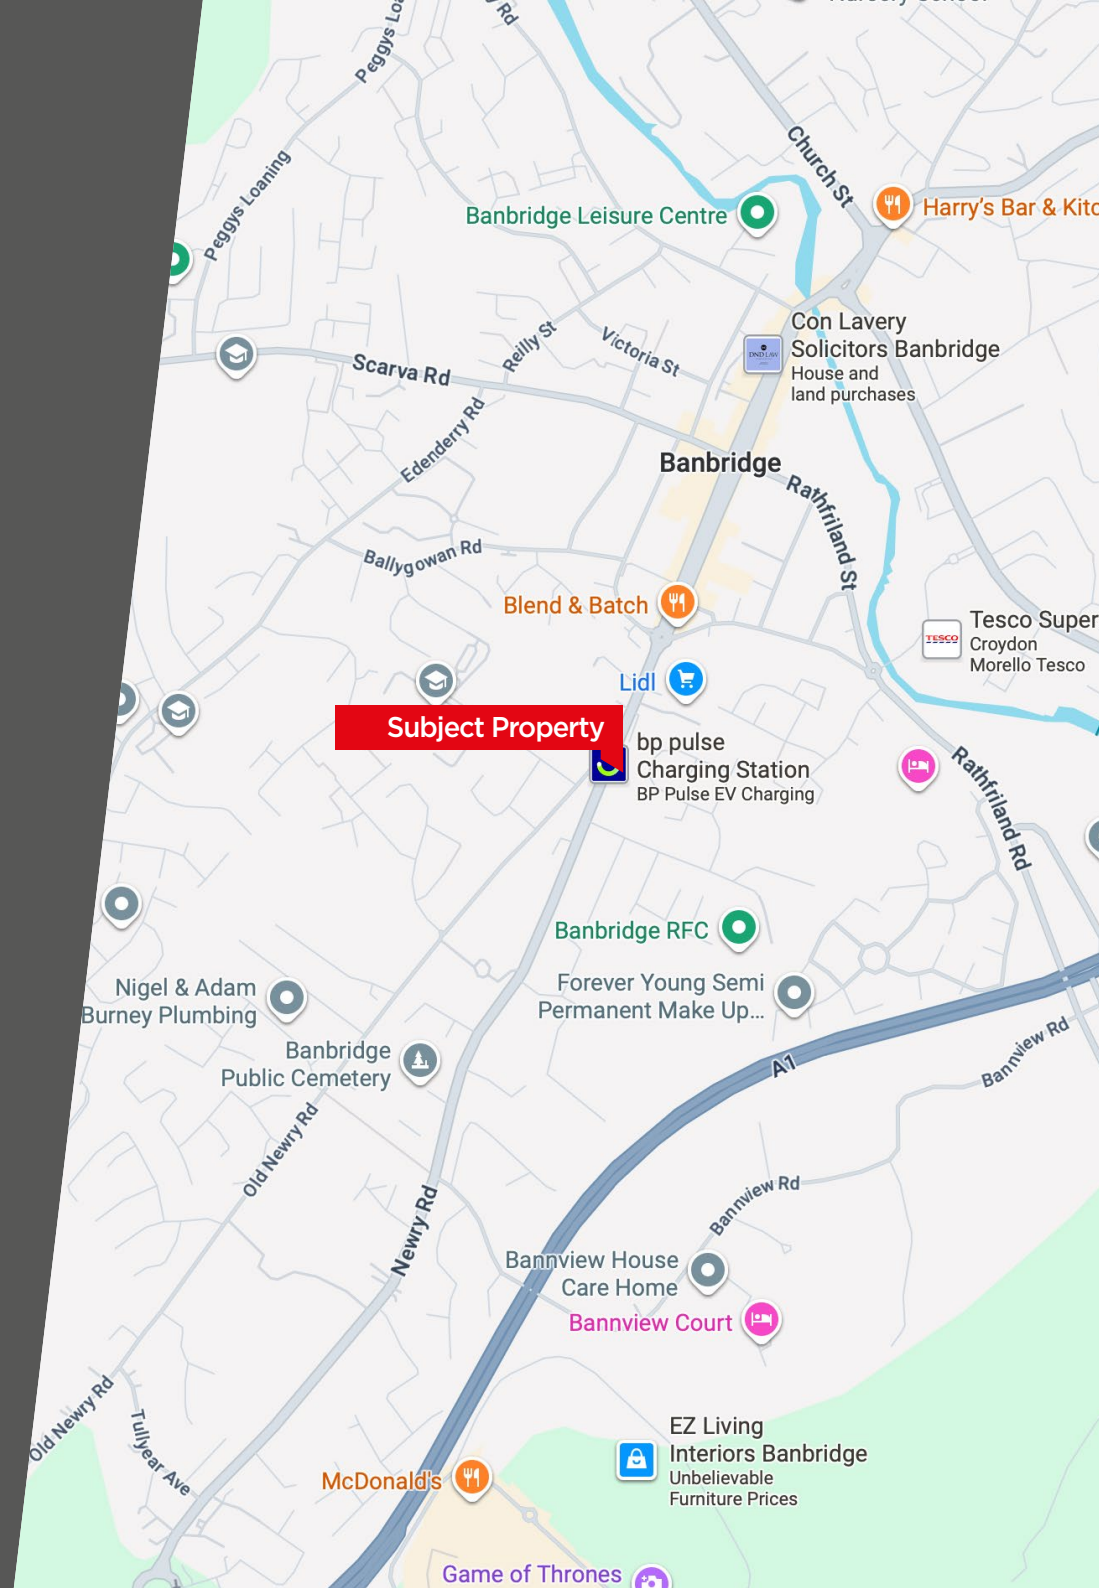 Peggys Loa
y Rd
Church St
Peggys Loaning
Banbridge Leisure Centre
Harry's Bar & Kitc
Con Lavery
Solicitors Banbridge
House and
land purchases
DND LAW
Reilly St
Victoria St
Scarva Rd
Edenderry Rd
Banbridge
Rathfriland St
Ballygowan Rd
Blend & Batch
Tesco Super
Croydon
Morello Tesco
TESCO
Lidl
Subject Property
bp pulse
Charging Station
BP Pulse EV Charging
Rathfriland Rd
Banbridge RFC
Forever Young Semi
Permanent Make Up...
Nigel & Adam
Burney Plumbing
Banbridge
Public Cemetery
A1
Bannview Rd
Old Newry Rd
Newry Rd
Bannview Rd
Bannview House
Care Home
Bannview Court
Old Newry Rd
Tullyear Ave
EZ Living
Interiors Banbridge
Unbelievable
Furniture Prices
McDonald's
Game of Thrones